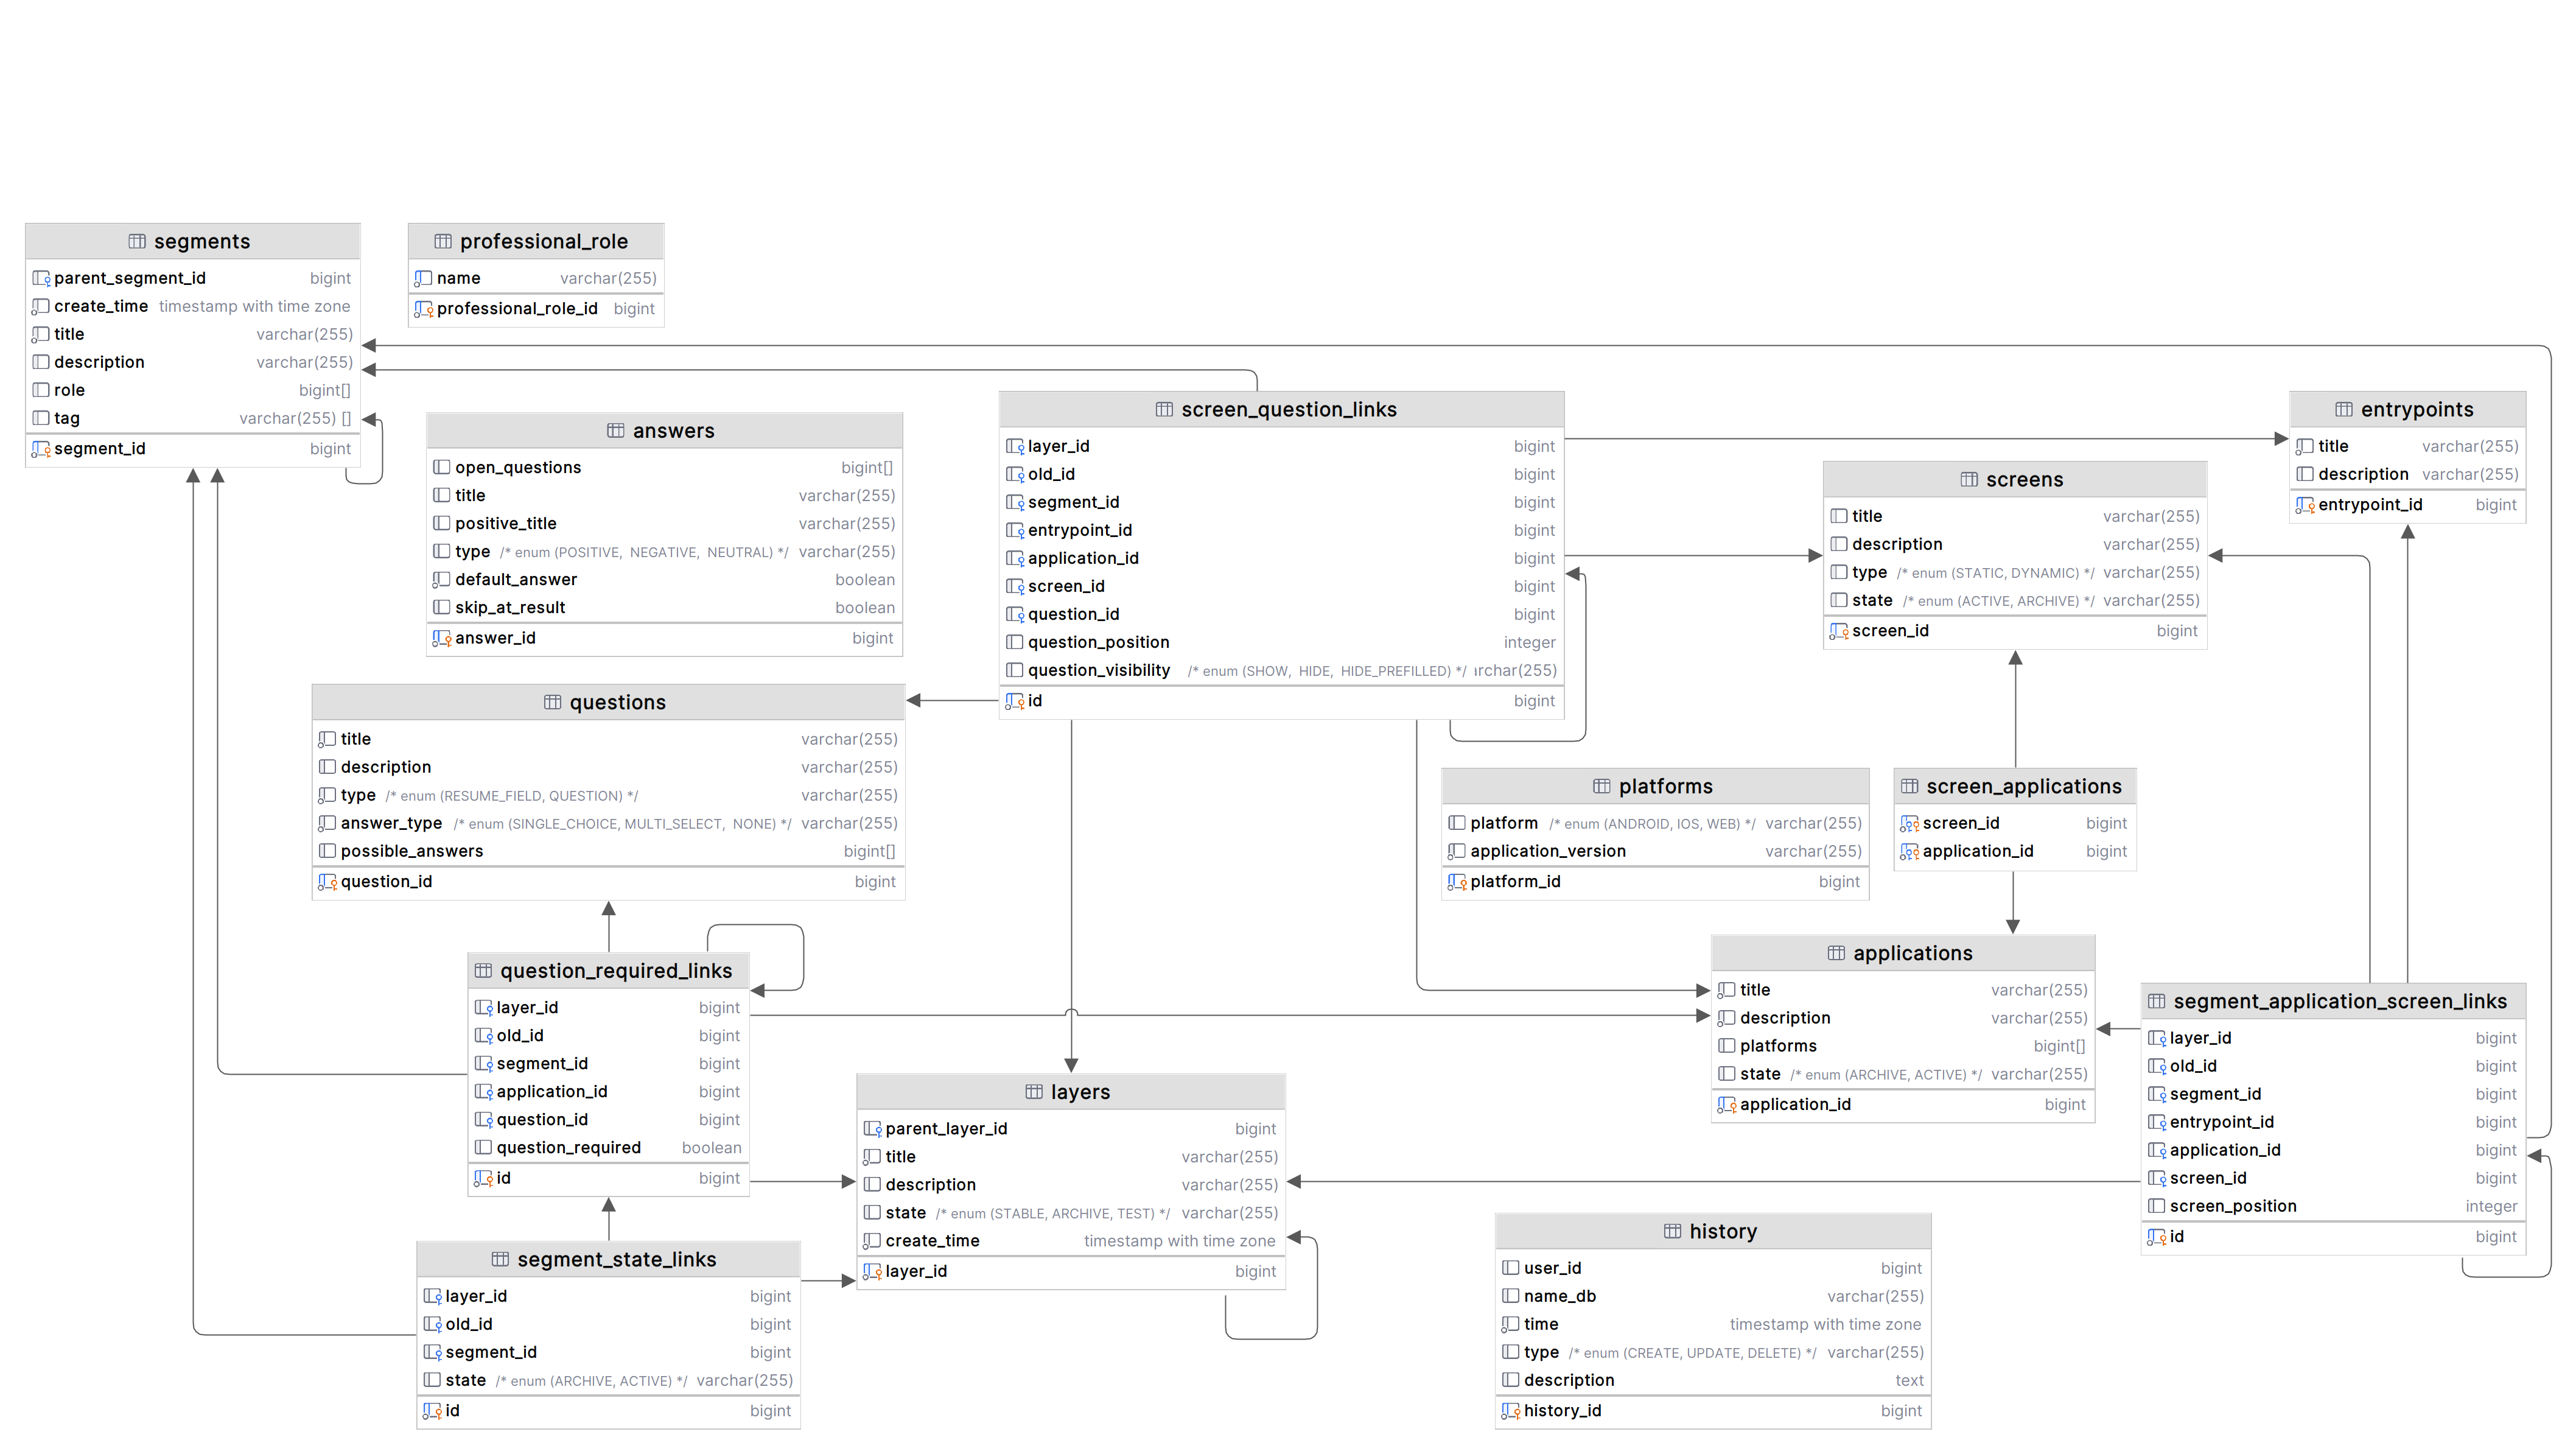 segments
parent_segment_id bigint
create_time timestamp with time zone
title varchar(255)
description varchar(255)
role bigint[]
tag varchar(255) []
segment_id bigint
professional_role
name varchar(255)
professional_role_id bigint
answers
open_questions bigint[]
title varchar(255)
positive_title varchar(255)
type /* enum (POSITIVE, NEGATIVE, NEUTRAL) */ varchar(255)
default_answer boolean
skip_at_result boolean
answer_id bigint
screen_question_links
layer_id bigint
old_id bigint
segment_id bigint
entrypoint_id bigint
application_id bigint
screen_id bigint
question_id bigint
question_position integer
question_visibility /* enum (SHOW, HIDE, HIDE_PREFILLED) */ ırchar(255)
id bigint
entrypoints
title varchar(255)
description varchar(255)
entrypoint_id bigint
screens
title varchar(255)
description varchar(255)
type /* enum (STATIC, DYNAMIC) */ varchar(255)
state /* enum (ACTIVE, ARCHIVE) */ varchar(255)
screen_id bigint
questions
title varchar(255)
description varchar(255)
type /* enum (RESUME_FIELD, QUESTION) */ varchar(255)
answer_type /* enum (SINGLE_CHOICE, MULTI_SELECT, NONE) */ varchar(255)
possible_answers bigint[]
question_id bigint
platforms
platform /* enum (ANDROID, IOS, WEB) */ varchar(255)
application_version varchar(255)
platform_id bigint
screen_applications
screen_id bigint
application_id bigint
question_required_links
layer_id bigint
old_id bigint
segment_id bigint
application_id bigint
question_id bigint
question_required boolean
id bigint
applications
title varchar(255)
description varchar(255)
platforms bigint[]
state /* enum (ARCHIVE, ACTIVE) */ varchar(255)
application_id bigint
segment_application_screen_links
layer_id bigint
old_id bigint
segment_id bigint
entrypoint_id bigint
application_id bigint
screen_id bigint
screen_position integer
id bigint
layers
parent_layer_id bigint
title varchar(255)
description varchar(255)
state /* enum (STABLE, ARCHIVE, TEST) */ varchar(255)
create_time timestamp with time zone
layer_id bigint
segment_state_links
layer_id bigint
old_id bigint
segment_id bigint
state /* enum (ARCHIVE, ACTIVE) */ varchar(255)
id bigint
history
user_id bigint
name_db varchar(255)
time timestamp with time zone
type /* enum (CREATE, UPDATE, DELETE) */ varchar(255)
description text
history_id bigint